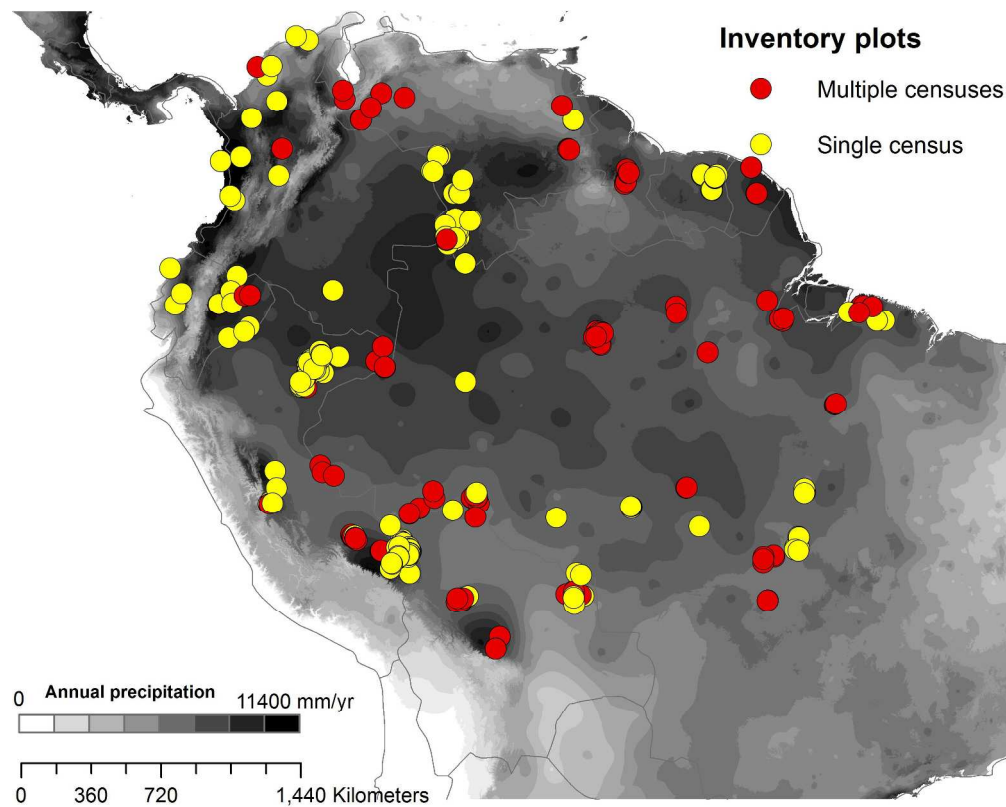 Inventory plots
Multiple censuses
Single census
0 Annual precipitation 11400 mm/yr
0 360 720 1,440 Kilometers